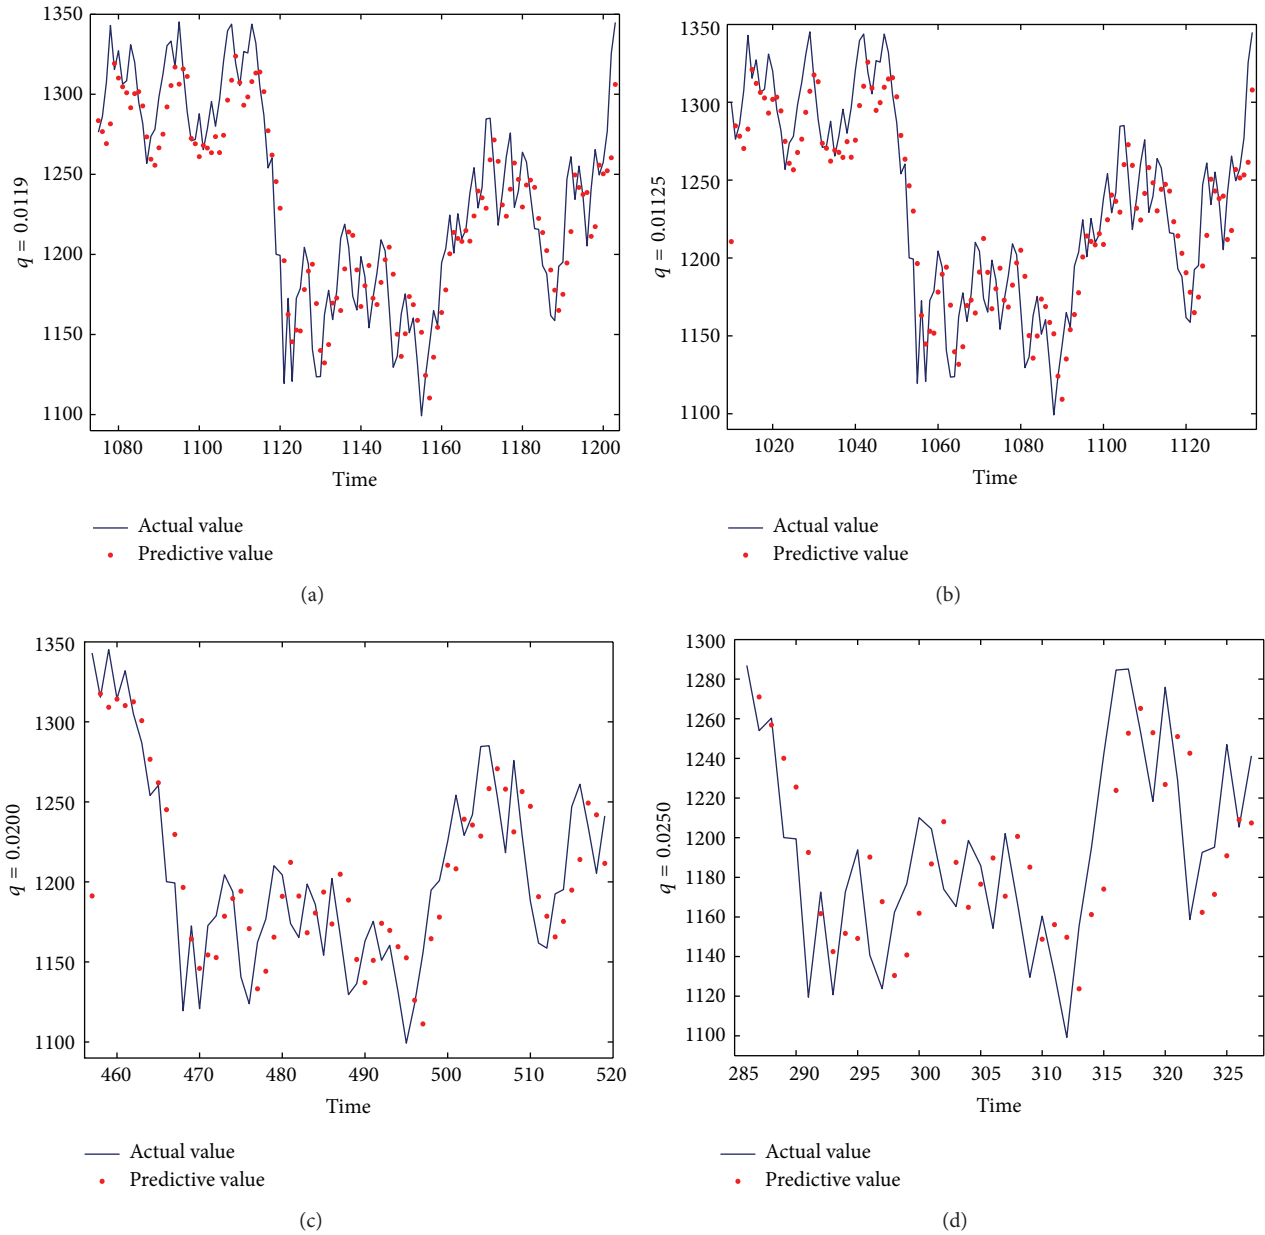 1350
1300
1250
1200
1150
1100
q = 0.0119
1080 1100 1120 1140 1160 1180 1200
Time
Actual value
Predictive value
(a)
1350
1300
1250
1200
1150
1100
q = 0.01125
1020 1040 1060 1080 1100 1120
Time
Actual value
Predictive value
(b)
1350
1300
1250
1200
1150
1100
q = 0.0200
460 470 480 490 500 510 520
Time
Actual value
Predictive value
(c)
1300
1280
1260
1240
1220
1200
1180
1160
1140
1120
1100
q = 0.0250
285 290 295 300 305 310 315 320 325
Time
Actual value
Predictive value
(d)